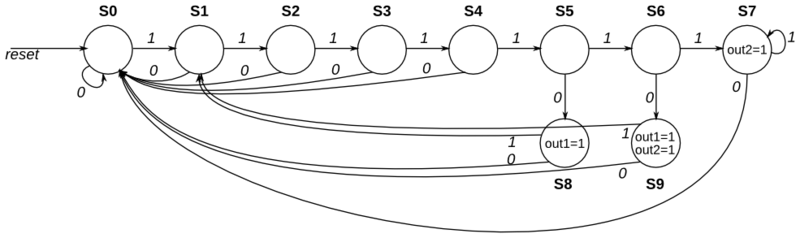 S0 S1 S2 S3 S4 S5 S6 S7
reset 1 1 1 1 1 1 1 out2=1 1
0 0 0 0 0 0 0 0
1 out1=1 1 out1=1
0 out2=1
S8 0 S9